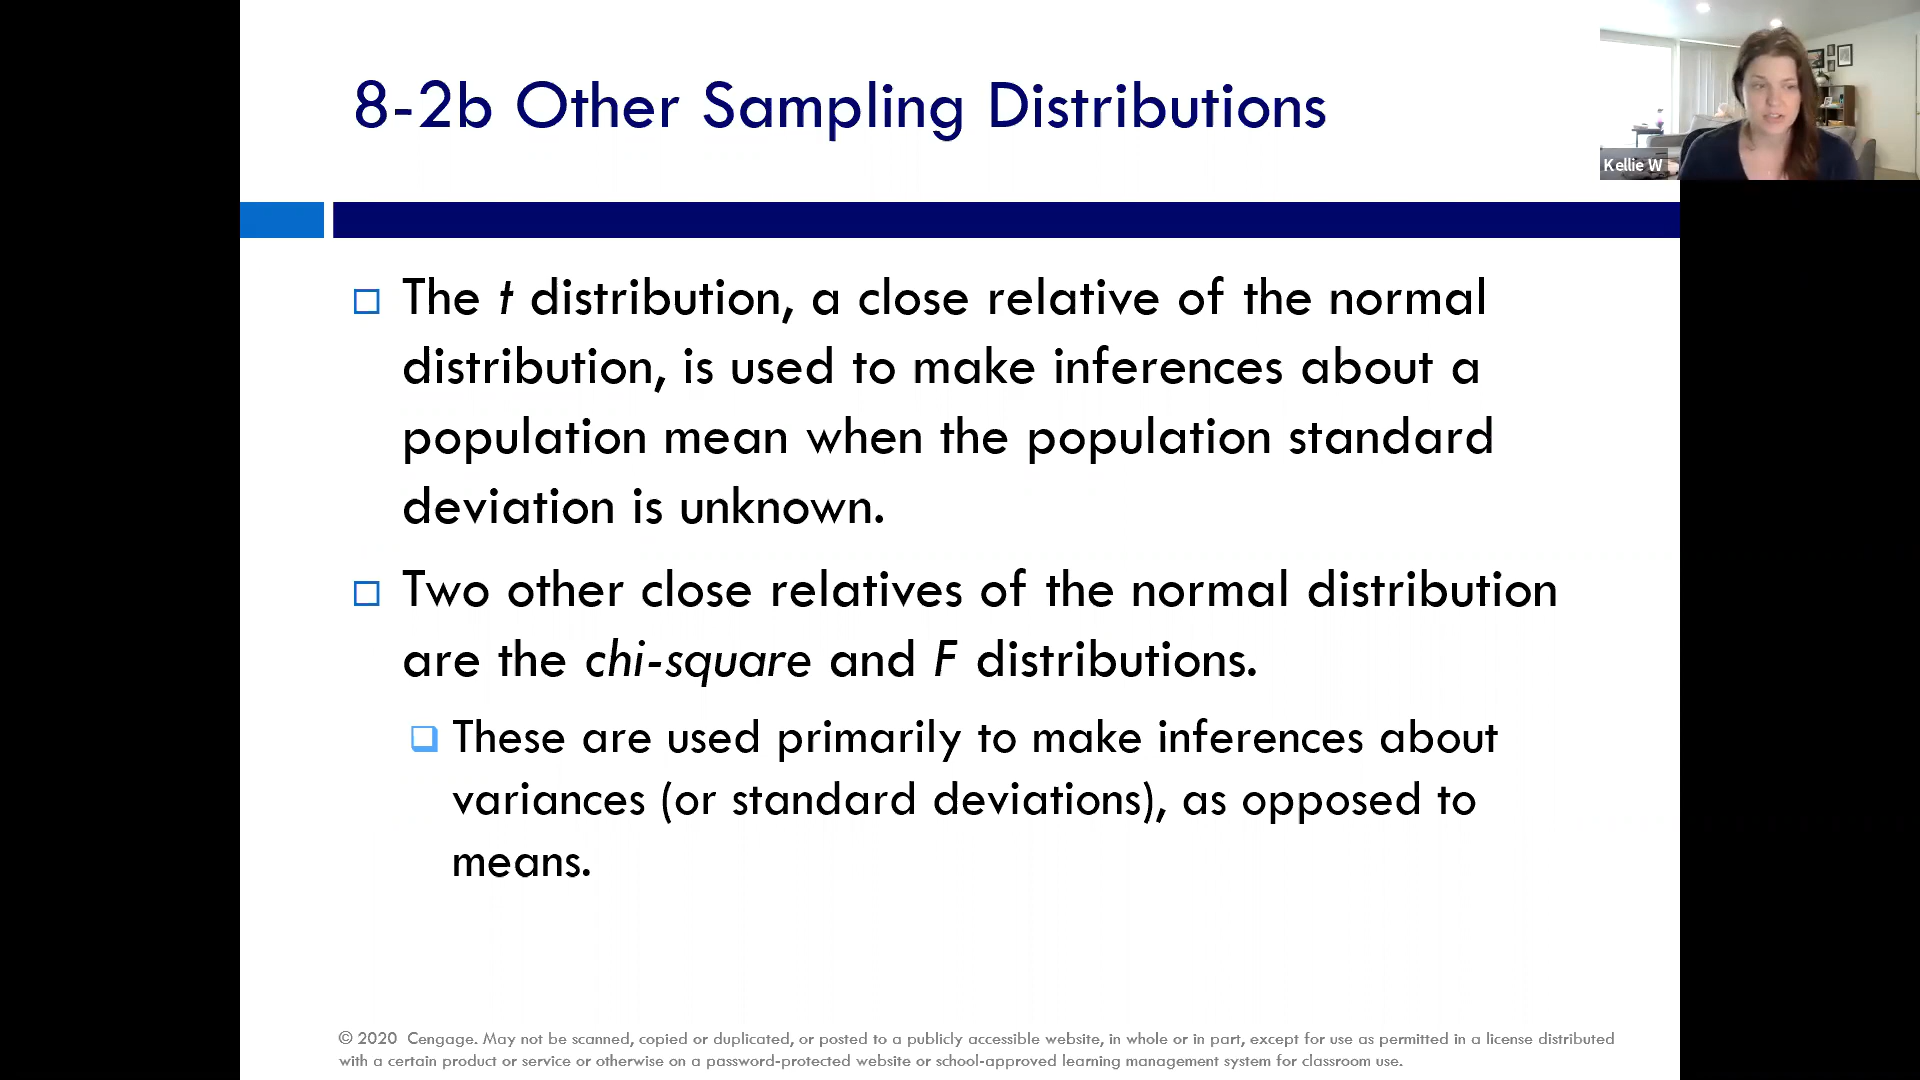 8-2b Other Sampling Distributions
Kellie W
The t distribution, a close relative of the normal
distribution, is used to make inferences about a
population mean when the population standard
deviation is unknown.
Two other close relatives of the normal distribution
are the chi-square and F distributions.
These are used primarily to make inferences about
variances (or standard deviations), as opposed to
means.
© 2020 Cengage. May not be scanned, copied or duplicated, or posted to a publicly accessible website, in whole or in part, except for use as permitted in a license distributed
with a certain product or service or otherwise on a password-protected website or school-approved learning management system for classroom use.